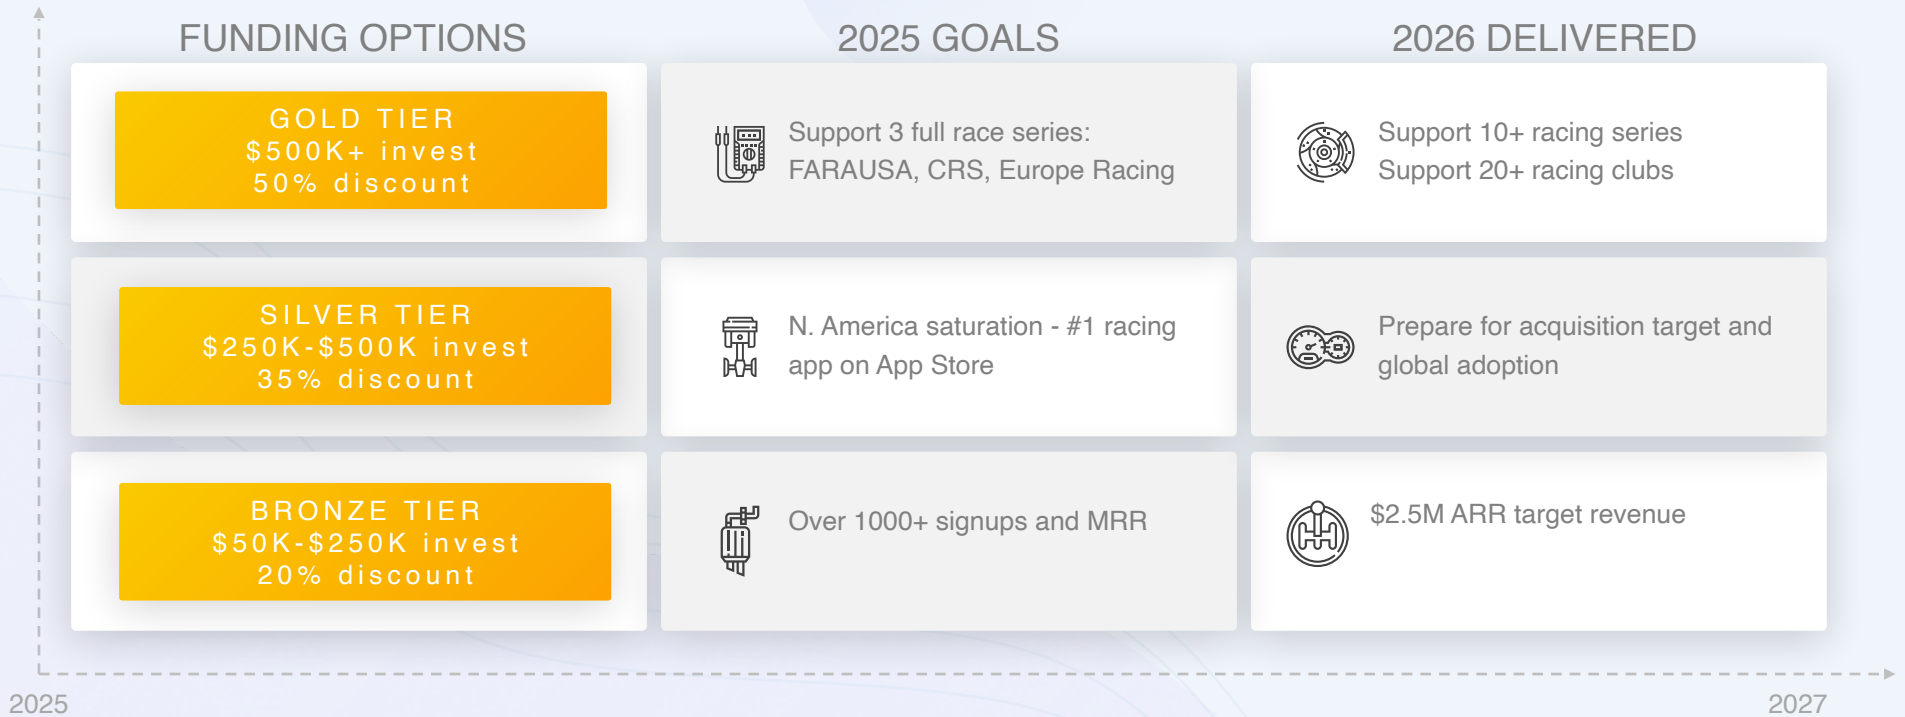 FUNDING OPTIONS
2025 GOALS
2026 DELIVERED
GOLD TIER
$500K+ invest
50% discount
Support 3 full race series:
FARAUSA, CRS, Europe Racing
Support 10+ racing series
Support 20+ racing clubs
SILVER TIER
$250K-$500K invest
35% discount
N. America saturation - #1 racing
app on App Store
Prepare for acquisition target and
global adoption
BRONZE TIER
$50K-$250K invest
20% discount
Over 1000+ signups and MRR
$2.5M ARR target revenue
2025
2027